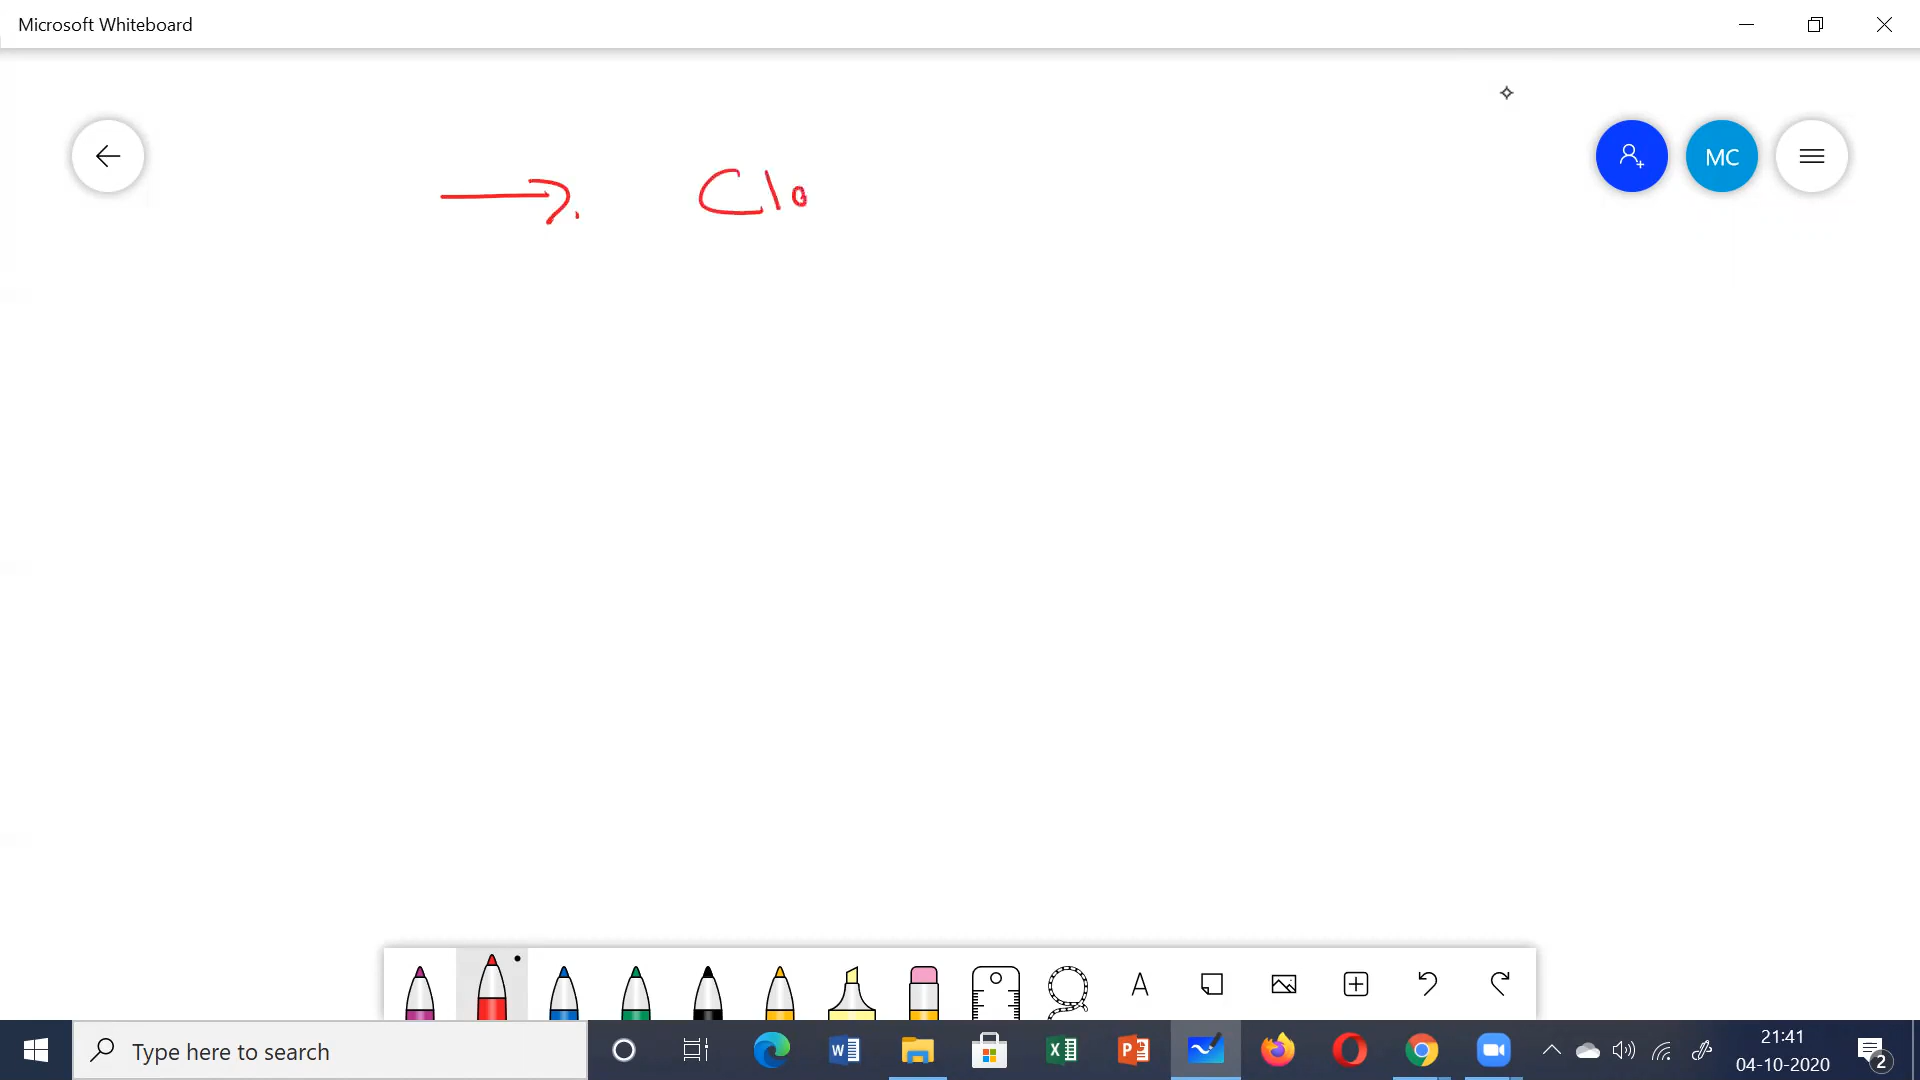 Microsoft Whiteboard
MC
→ Clo
A
Type here to search
21:41
04-10-2020
2